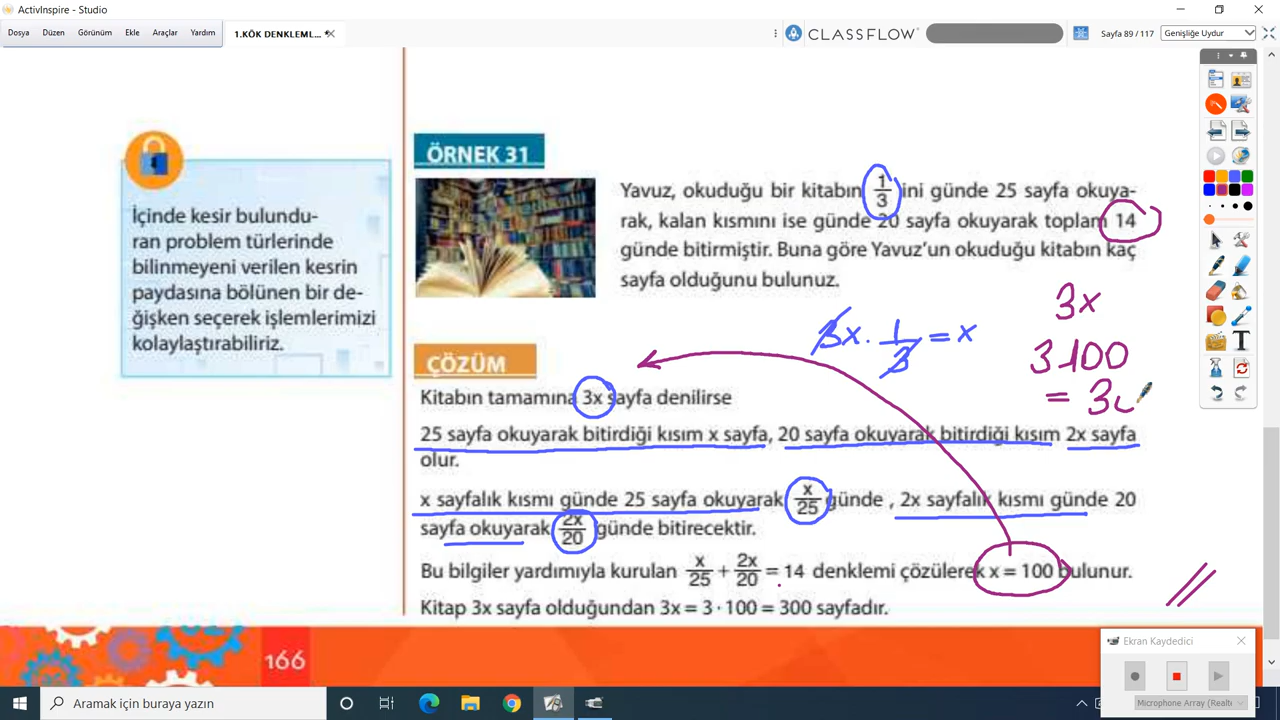 ActivInspire - Studio
Dosya Düzen Görünüm Ekle Araçlar Yardım
1.KÖK DENKLEML...
CLASSFLOW
Sayfa 89 / 117
Genişliğe Uydur
ÖRNEK 31
Yavuz, okuduğu bir kitabın 1/3 ini günde 25 sayfa okuya-
rak, kalan kısmını ise günde 20 sayfa okuyarak toplam 14
günde bitirmiştir. Buna göre Yavuz'un okuduğu kitabın kaç
sayfa olduğunu bulunuz.
İçinde kesir bulundu-
ran problem türlerinde
bilinmeyeni verilen kesrin
paydasına bölünen bir de-
ğişken seçerek işlemlerimizi
kolaylaştırabiliriz.
3x
3x . 1/3 = x
3.100
= 30
ÇÖZÜM
Kitabın tamamına 3x sayfa denilirse
25 sayfa okuyarak bitirdiği kısım x sayfa, 20 sayfa okuyarak bitirdiği kısım 2x sayfa
olur.
x sayfalık kısmı günde 25 sayfa okuyarak x/25 günde , 2x sayfalık kısmı günde 20
sayfa okuyarak 2x/20 günde bitirecektir.
Bu bilgiler yardımıyla kurulan x/25 + 2x/20 = 14 denklemi çözülerek x = 100 bulunur.
Kitap 3x sayfa olduğundan 3x = 3 · 100 = 300 sayfadır.
166
Ekran Kaydedici
Microphone Array (Realt
Aramak için buraya yazın